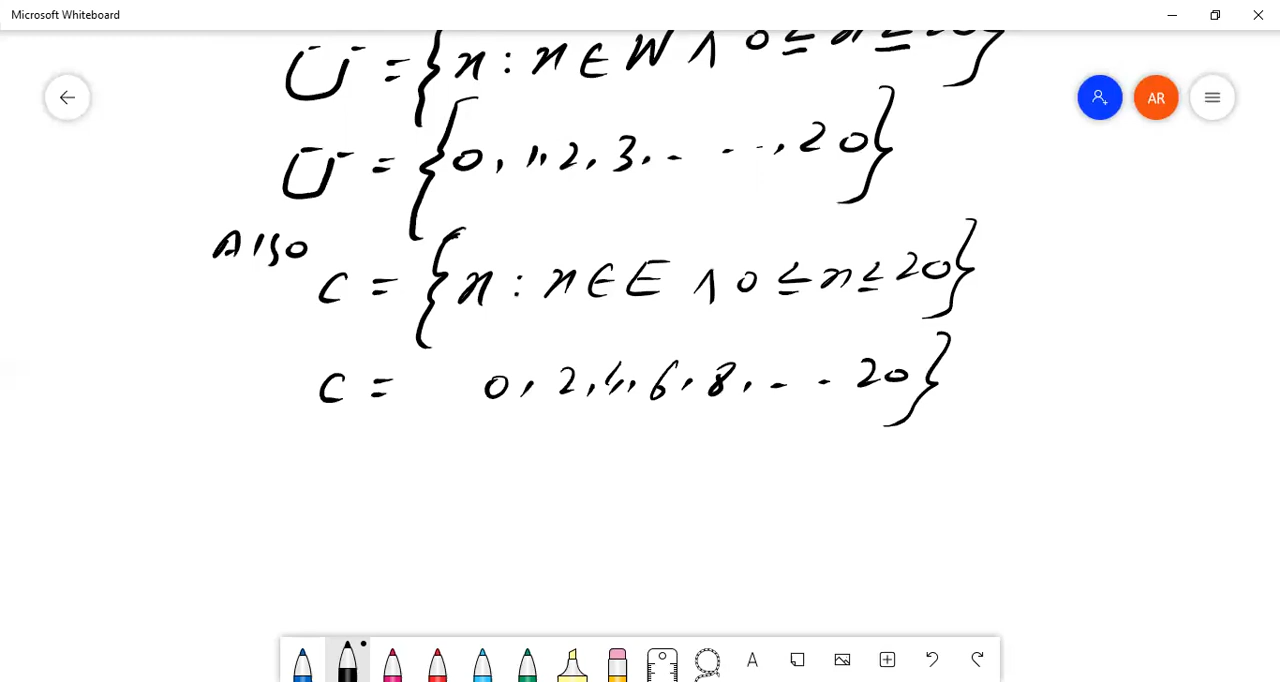 Microsoft Whiteboard
U = {x : x ∈ W ∧ 0 ≤ x ≤ 20}
AR
U = {0, 1, 2, 3, - - - -, 20}
Also
C = {x : x ∈ E ∧ 0 ≤ x ≤ 20}
C = 0, 2, 4, 6, 8, - - 20}
A